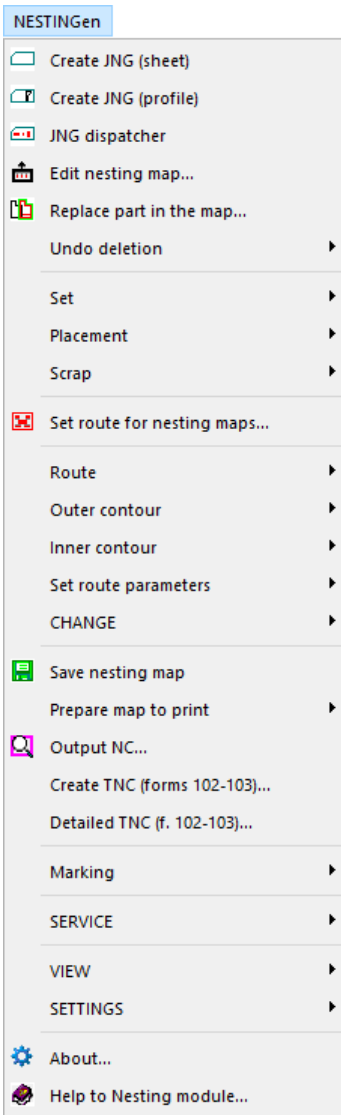 NESTINGen
Create JNG (sheet)
Create JNG (profile)
JNG dispatcher
Edit nesting map...
Replace part in the map...
Undo deletion
Set
Placement
Scrap
Set route for nesting maps...
Route
Outer contour
Inner contour
Set route parameters
CHANGE
Save nesting map
Prepare map to print
Output NC...
Create TNC (forms 102-103)...
Detailed TNC (f. 102-103)...
Marking
SERVICE
VIEW
SETTINGS
About...
Help to Nesting module...